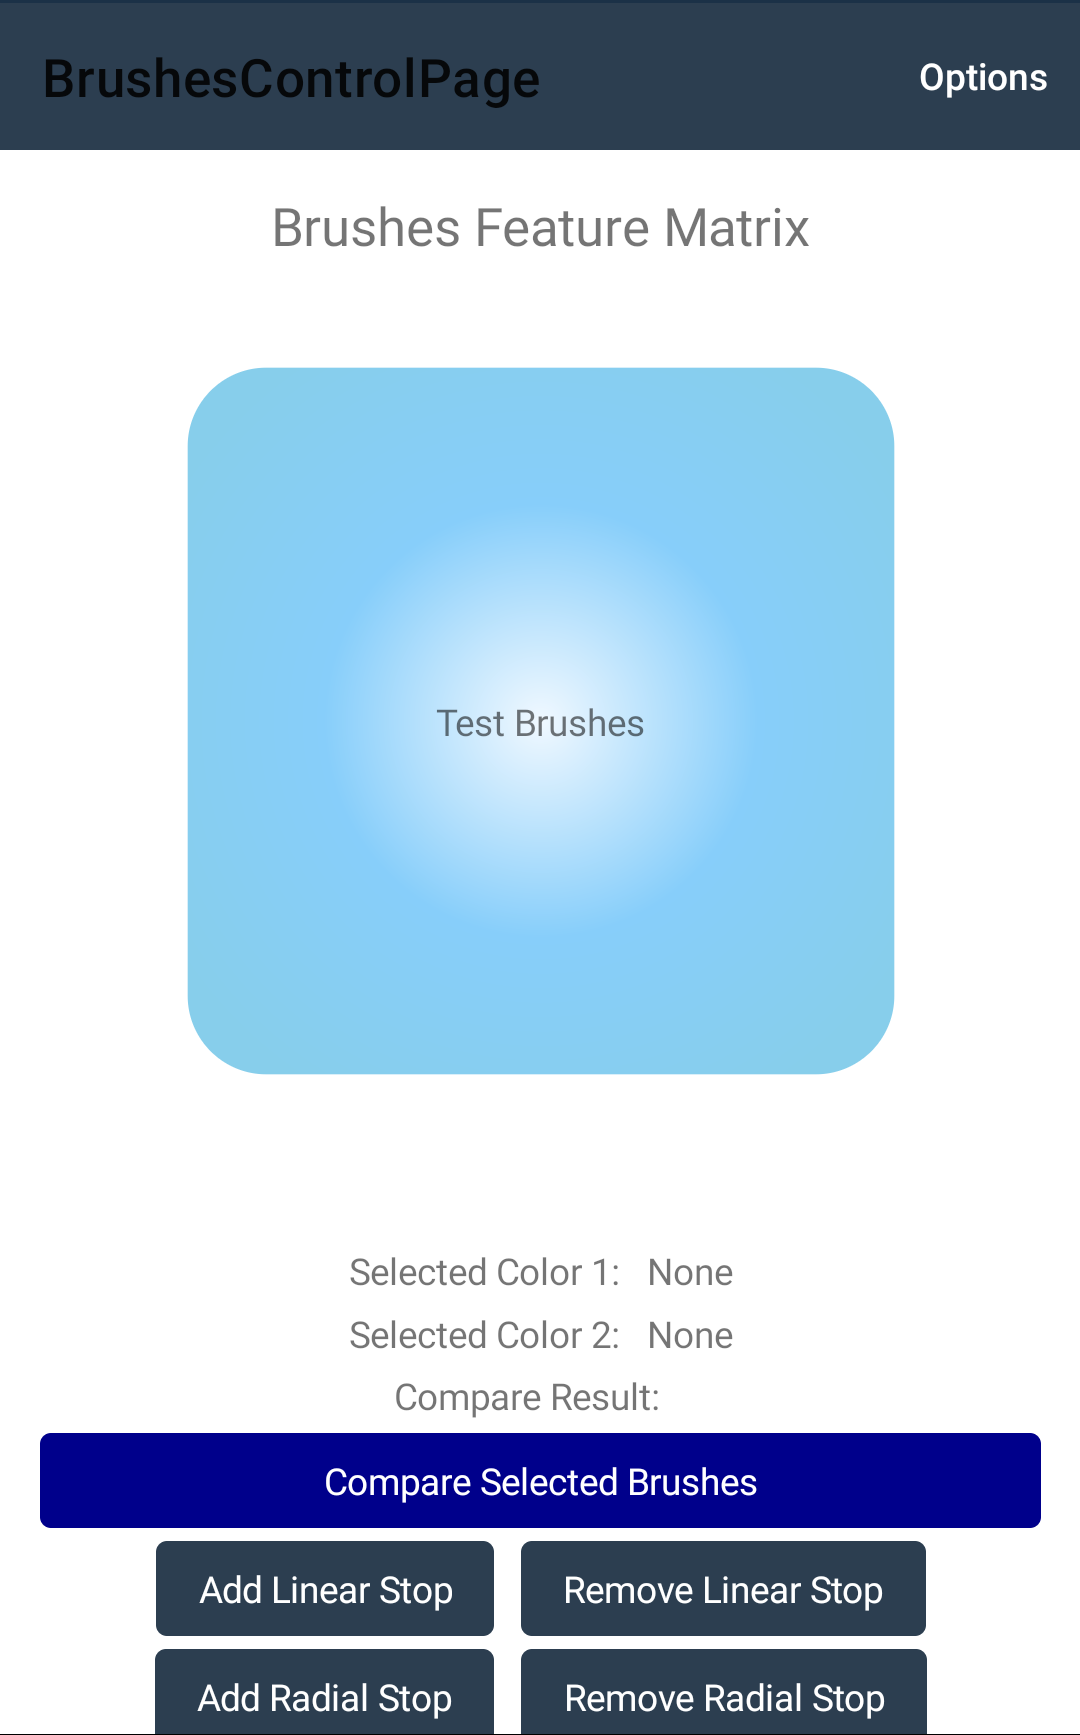 BrushesControlPage Options
Brushes Feature Matrix
Test Brushes
Selected Color 1: None
Selected Color 2: None
Compare Result:
Compare Selected Brushes
Add Linear Stop Remove Linear Stop
Add Radial Stop Remove Radial Stop